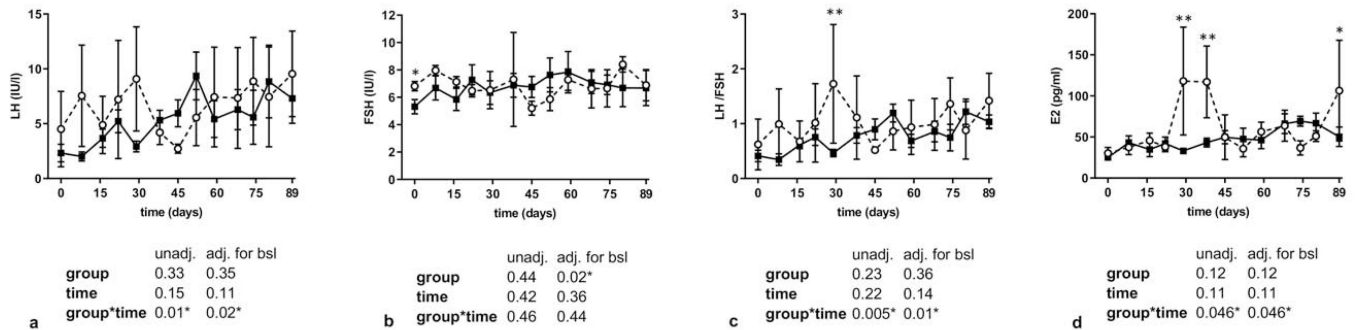 LH (IU/l)
15
10
5
0
0 15 30 45 60 75 89
time (days)
unadj. adj. for bsl
group 0.33 0.35
time 0.15 0.11
group*time 0.01* 0.02*
a
FSH (IU/l)
12
10
8
6
4
2
0
*
0 15 30 45 60 75 89
time (days)
unadj. adj. for bsl
group 0.44 0.02*
time 0.42 0.36
group*time 0.46 0.44
b
LH /FSH
3
2
1
0
**
0 15 30 45 60 75 89
time (days)
unadj. adj. for bsl
group 0.23 0.36
time 0.22 0.14
group*time 0.005* 0.01*
c
E2 (pg/ml)
200
150
100
50
0
** ** *
0 15 30 45 60 75 89
time (days)
unadj. adj. for bsl
group 0.12 0.12
time 0.11 0.11
group*time 0.046* 0.046*
d